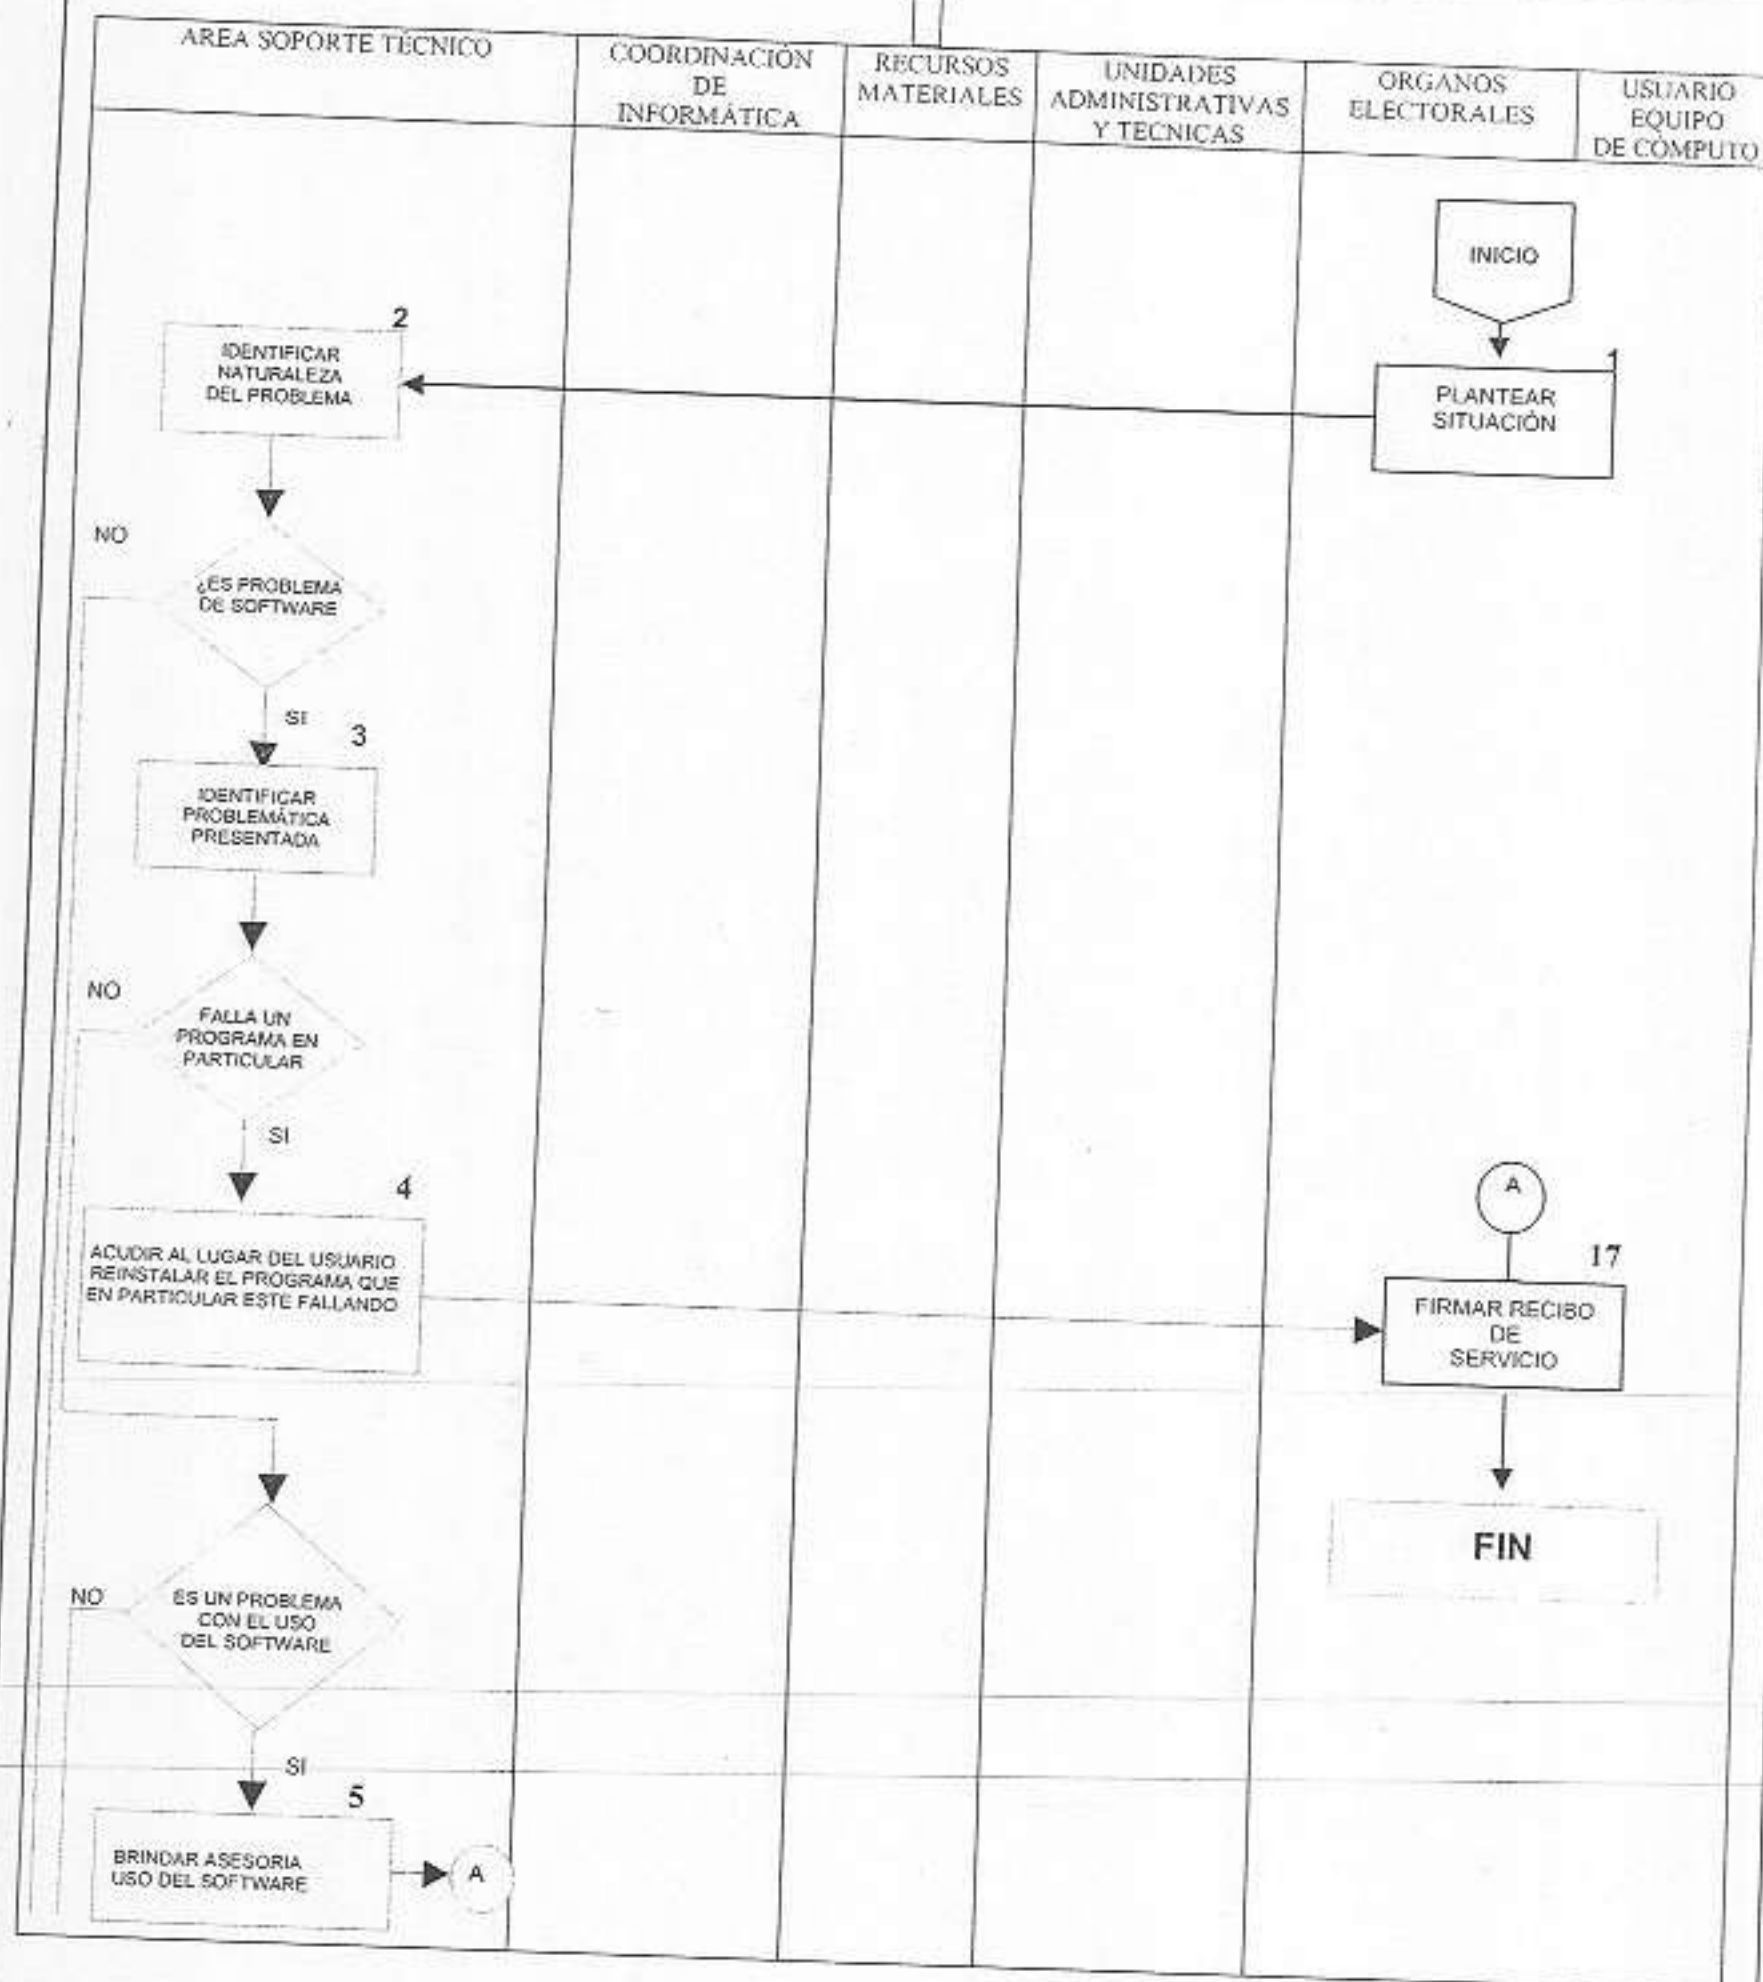 AREA SOPORTE TÉCNICO
COORDINACIÓN
DE
INFORMÁTICA
RECURSOS
MATERIALES
UNIDADES
ADMINISTRATIVAS
Y TECNICAS
ORGANOS
ELECTORALES
USUARIO
EQUIPO
DE CÓMPUTO
INICIO
1
PLANTEAR
SITUACIÓN
2
IDENTIFICAR
NATURALEZA
DEL PROBLEMA
NO
¿ES PROBLEMA
DE SOFTWARE
SI
3
IDENTIFICAR
PROBLEMÁTICA
PRESENTADA
NO
FALLA UN
PROGRAMA EN
PARTICULAR
SI
4
ACUDIR AL LUGAR DEL USUARIO
REINSTALAR EL PROGRAMA QUE
EN PARTICULAR ESTE FALLANDO
A
17
FIRMAR RECIBO
DE
SERVICIO
FIN
NO
ES UN PROBLEMA
CON EL USO
DEL SOFTWARE
SI
5
BRINDAR ASESORIA
USO DEL SOFTWARE
A